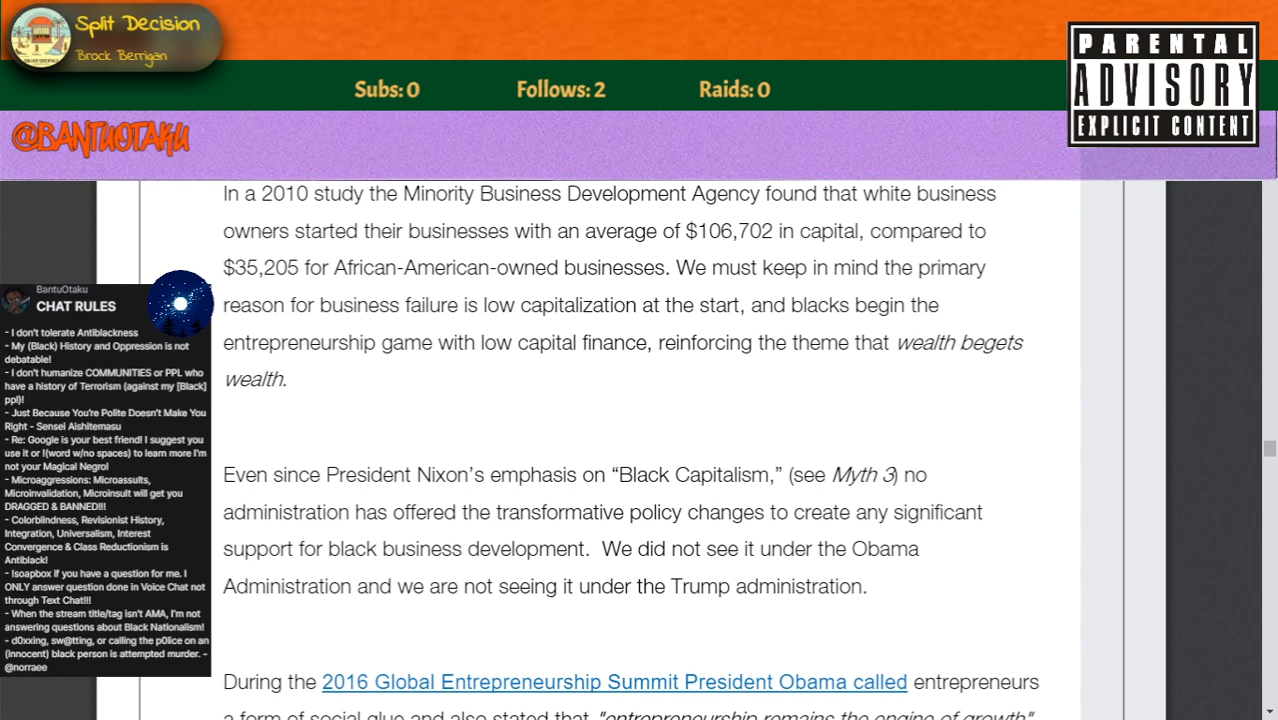 Split Decision
Brock Berrigan
PARENTAL
ADVISORY
EXPLICIT CONTENT
Subs: 0 Follows: 2 Raids: 0
@BANTUOTAKU
In a 2010 study the Minority Business Development Agency found that white business
owners started their businesses with an average of $106,702 in capital, compared to
$35,205 for African-American-owned businesses. We must keep in mind the primary
reason for business failure is low capitalization at the start, and blacks begin the
entrepreneurship game with low capital finance, reinforcing the theme that wealth begets
wealth.
Even since President Nixon's emphasis on “Black Capitalism,” (see Myth 3) no
administration has offered the transformative policy changes to create any significant
support for black business development.  We did not see it under the Obama
Administration and we are not seeing it under the Trump administration.
During the 2016 Global Entrepreneurship Summit President Obama called entrepreneurs
a form of social glue and also stated that "entrepreneurship remains the engine of growth"
BantuOtaku
CHAT RULES
- I don't tolerate Antiblackness
- My (Black) History and Oppression is not
debatable!
- I don't humanize COMMUNITIES or PPL who
have a history of Terrorism (against my [Black]
ppl)!
- Just Because You're Polite Doesn't Make You
Right - Sensei Aishitemasu
- Re: Google is your best friend! I suggest you
use it or !(word w/no spaces) to learn more I'm
not your Magical Negro!
- Microaggressions: Microassults,
Microinvalidation, Microinsult will get you
DRAGGED & BANNED!!!
- Colorblindness, Revisionist History,
Integration, Universalism, Interest
Convergence & Class Reductionism is
Antiblack!
- !soapbox if you have a question for me. I
ONLY answer question done in Voice Chat not
through Text Chat!!!
- When the stream title/tag isn't AMA, I'm not
answering questions about Black Nationalism!
- d0xxing, sw@tting, or calling the p0lice on an
(innocent) black person is attempted murder. -
@norraee